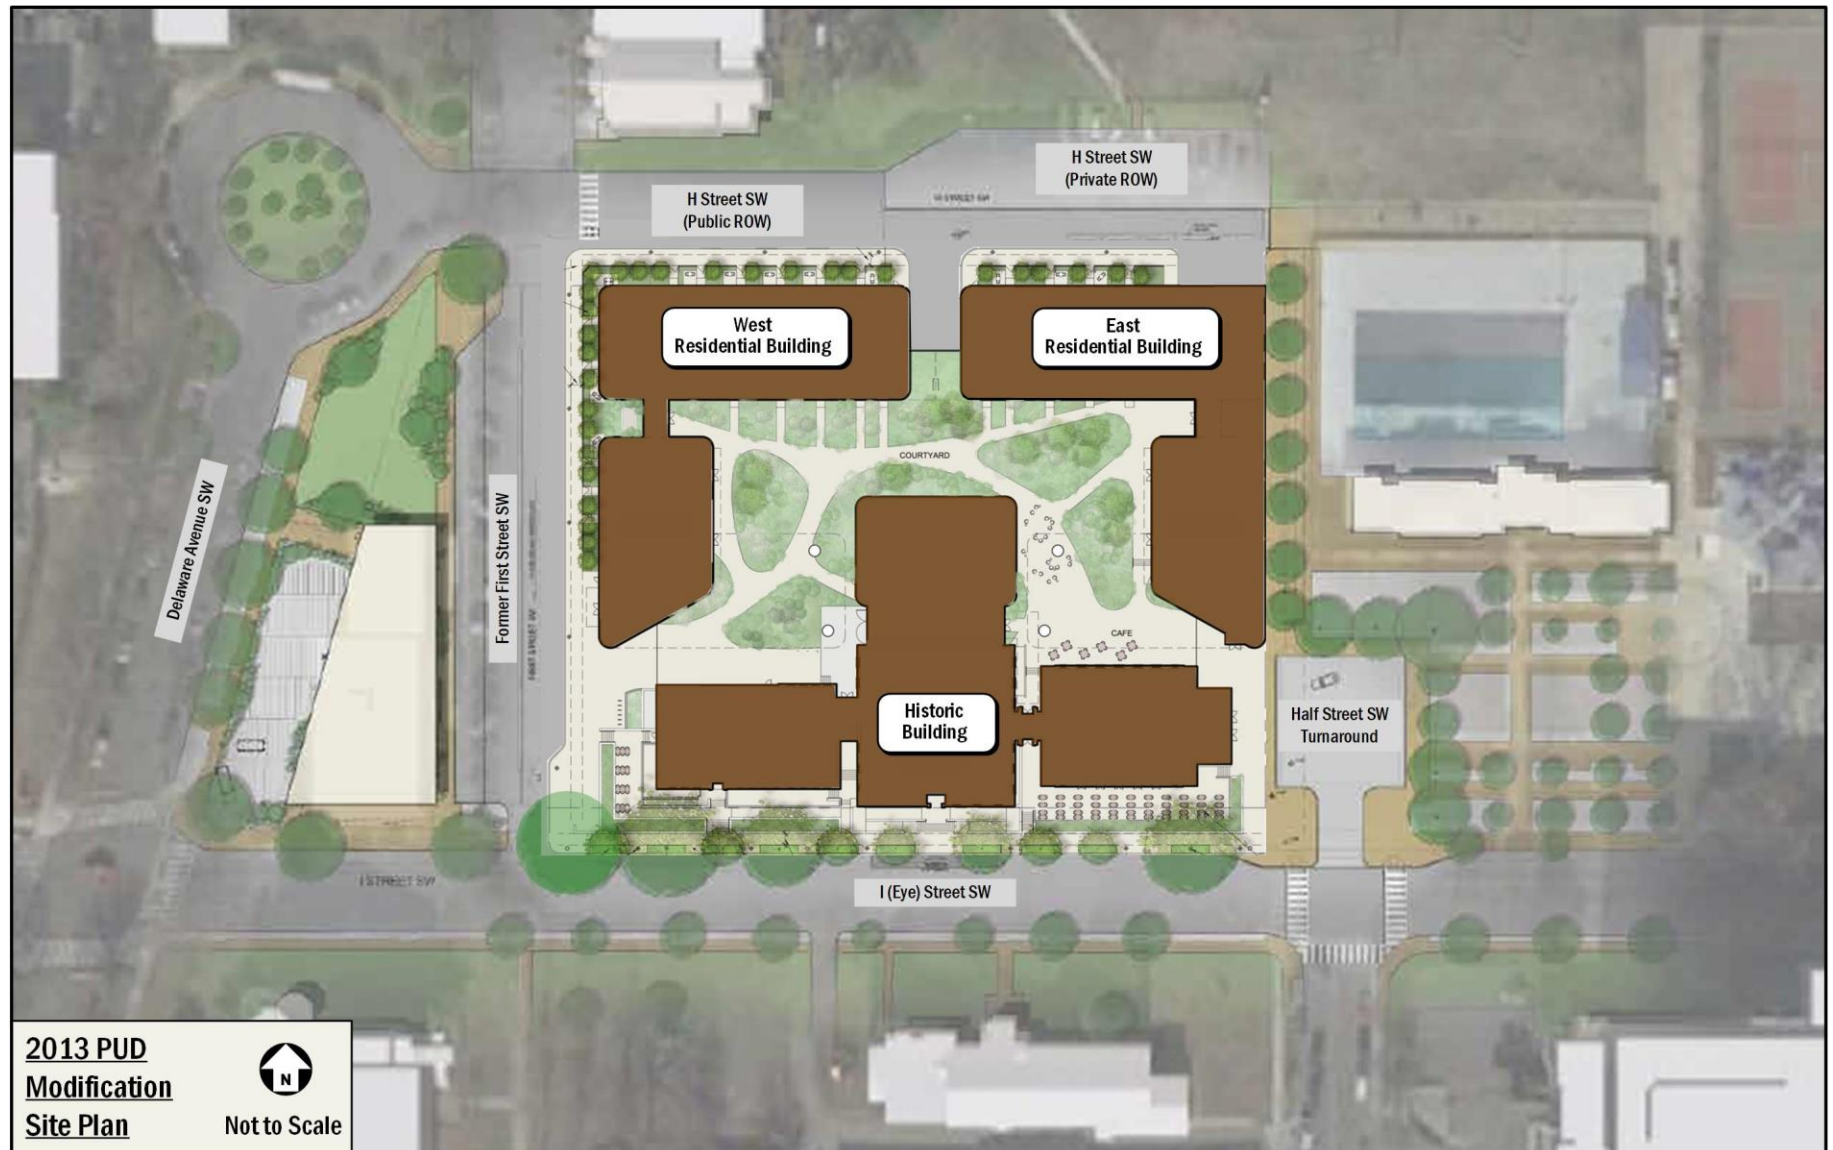 H Street SW
(Private ROW)
H Street SW
(Public ROW)
H STREET SW
West
Residential Building
East
Residential Building
COURTYARD
Delaware Avenue SW
Former First Street SW
CAFE
Historic
Building
Half Street SW
Turnaround
I STREET SW
I (Eye) Street SW
2013 PUD
Modification
Site Plan
N
Not to Scale